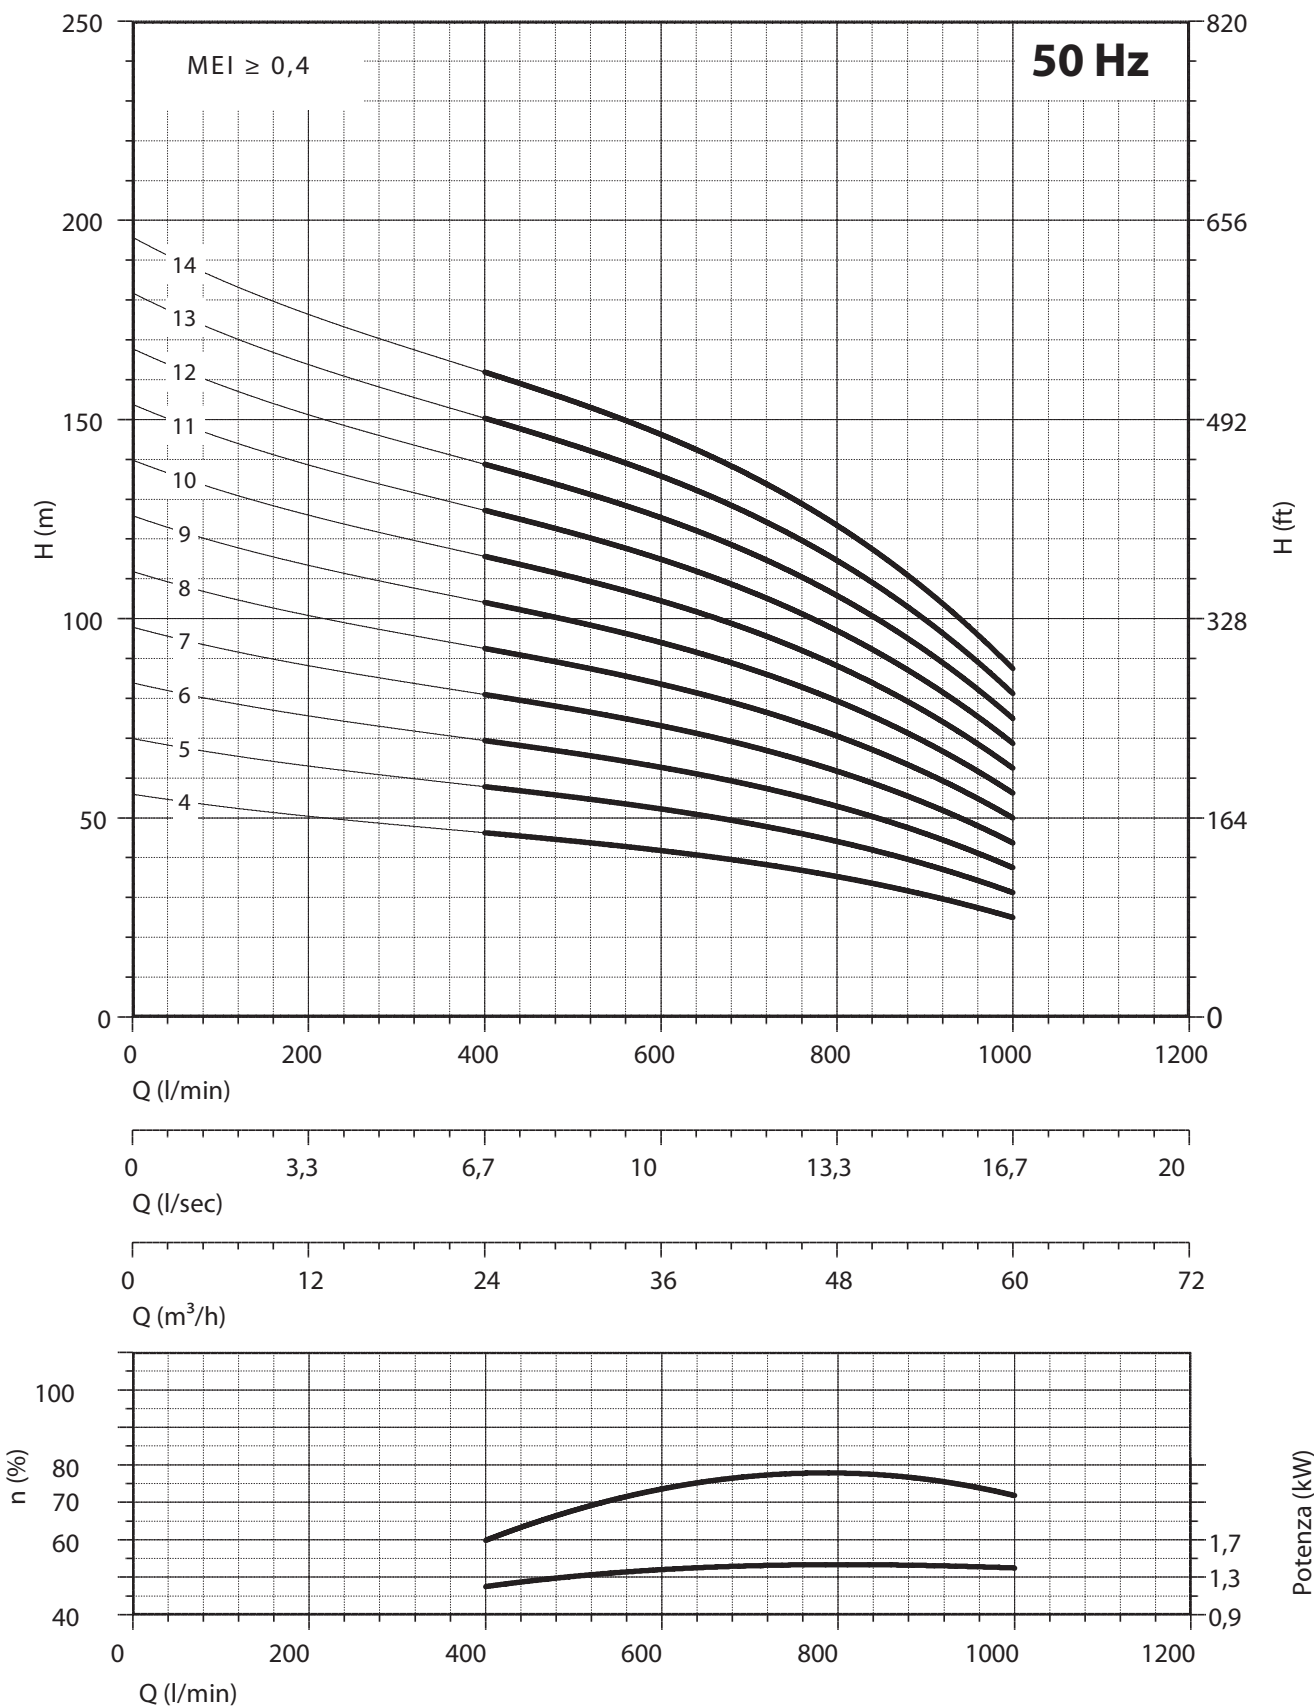 250
820
MEI ≥ 0,4
50 Hz
200
656
14
13
12
150
492
11
10
H (m)
H (ft)
9
8
100
328
7
6
5
4
50
164
0
0
0 200 400 600 800 1000 1200
Q (l/min)
0 3,3 6,7 10 13,3 16,7 20
Q (l/sec)
0 12 24 36 48 60 72
Q (m³/h)
100
80
n (%)
70
60
1,7
Potenza (kW)
1,3
40
0,9
0 200 400 600 800 1000 1200
Q (l/min)